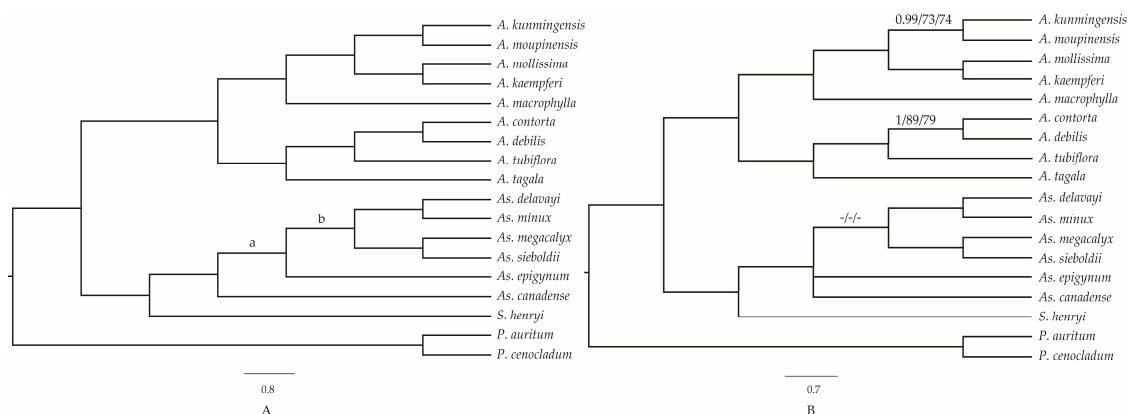 A. kunmingensis
A. moupinensis
A. mollissima
A. kaempferi
A. macrophylla
A. contorta
A. debilis
A. tubiflora
A. tagala
As. delavayi
As. minux
As. megacalyx
As. sieboldii
As. epigynum
As. canadense
S. henryi
P. auritum
P. cenocladum
a
b
0.8
A
0.99/73/74
1/89/79
-/-/-
A. kunmingensis
A. moupinensis
A. mollissima
A. kaempferi
A. macrophylla
A. contorta
A. debilis
A. tubiflora
A. tagala
As. delavayi
As. minux
As. megacalyx
As. sieboldii
As. epigynum
As. canadense
S. henryi
P. auritum
P. cenocladum
0.7
B